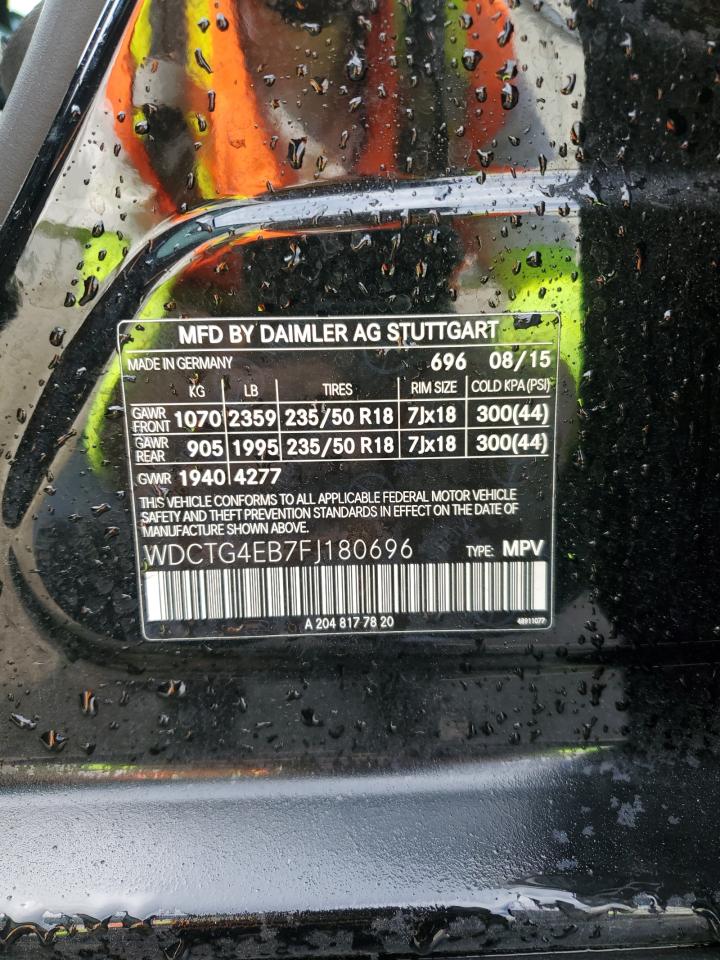 MFD BY DAIMLER AG STUTTGART
MADE IN GERMANY 696 08/15
KG LB TIRES RIM SIZE COLD KPA (PSI)
GAWR FRONT 1070 2359 235/50 R18 7Jx18 300(44)
GAWR REAR 905 1995 235/50 R18 7Jx18 300(44)
GVWR 1940 4277
THIS VEHICLE CONFORMS TO ALL APPLICABLE FEDERAL MOTOR VEHICLE
SAFETY AND THEFT PREVENTION STANDARDS IN EFFECT ON THE DATE OF
MANUFACTURE SHOWN ABOVE.
WDCTG4EB7FJ180696 TYPE: MPV
A 204 817 78 20 48911077